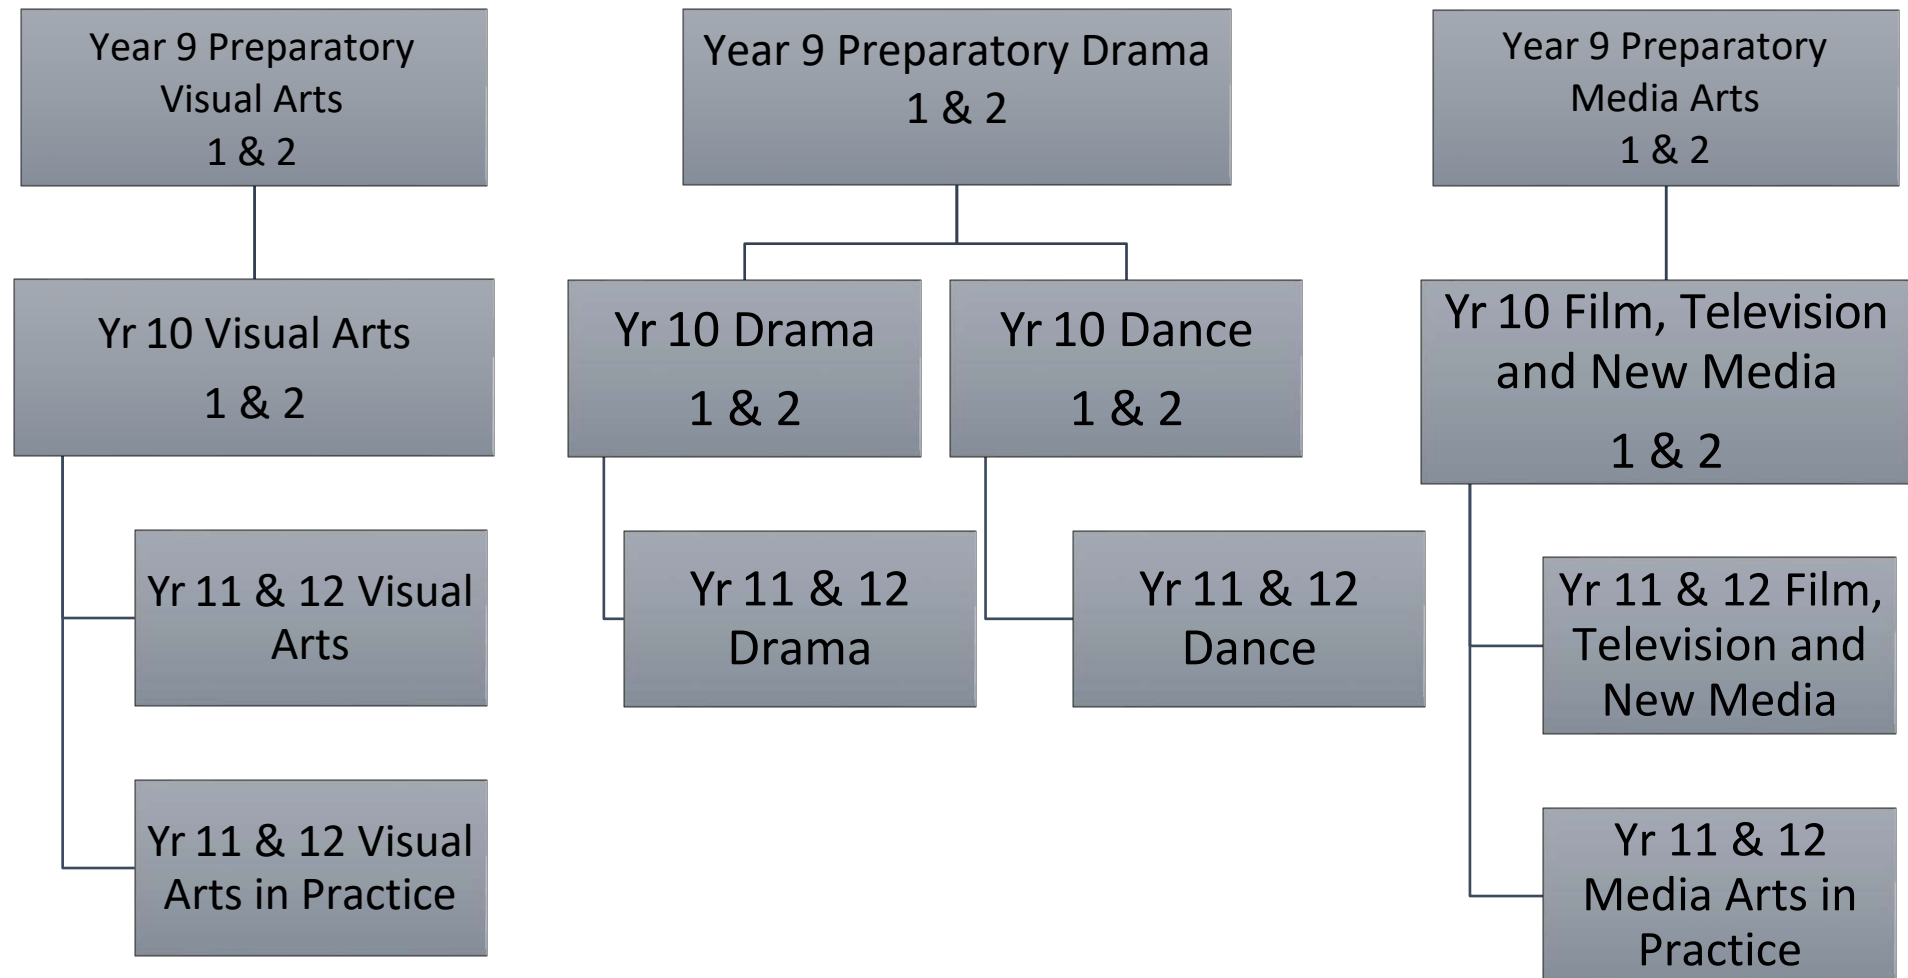 Year 9 Preparatory
Visual Arts
1 & 2
Year 9 Preparatory Drama
1 & 2
Year 9 Preparatory
Media Arts
1 & 2
Yr 10 Visual Arts
1 & 2
Yr 10 Drama
1 & 2
Yr 10 Dance
1 & 2
Yr 10 Film, Television
and New Media
1 & 2
Yr 11 & 12 Visual
Arts
Yr 11 & 12
Drama
Yr 11 & 12
Dance
Yr 11 & 12 Film,
Television and
New Media
Yr 11 & 12 Visual
Arts in Practice
Yr 11 & 12
Media Arts in
Practice